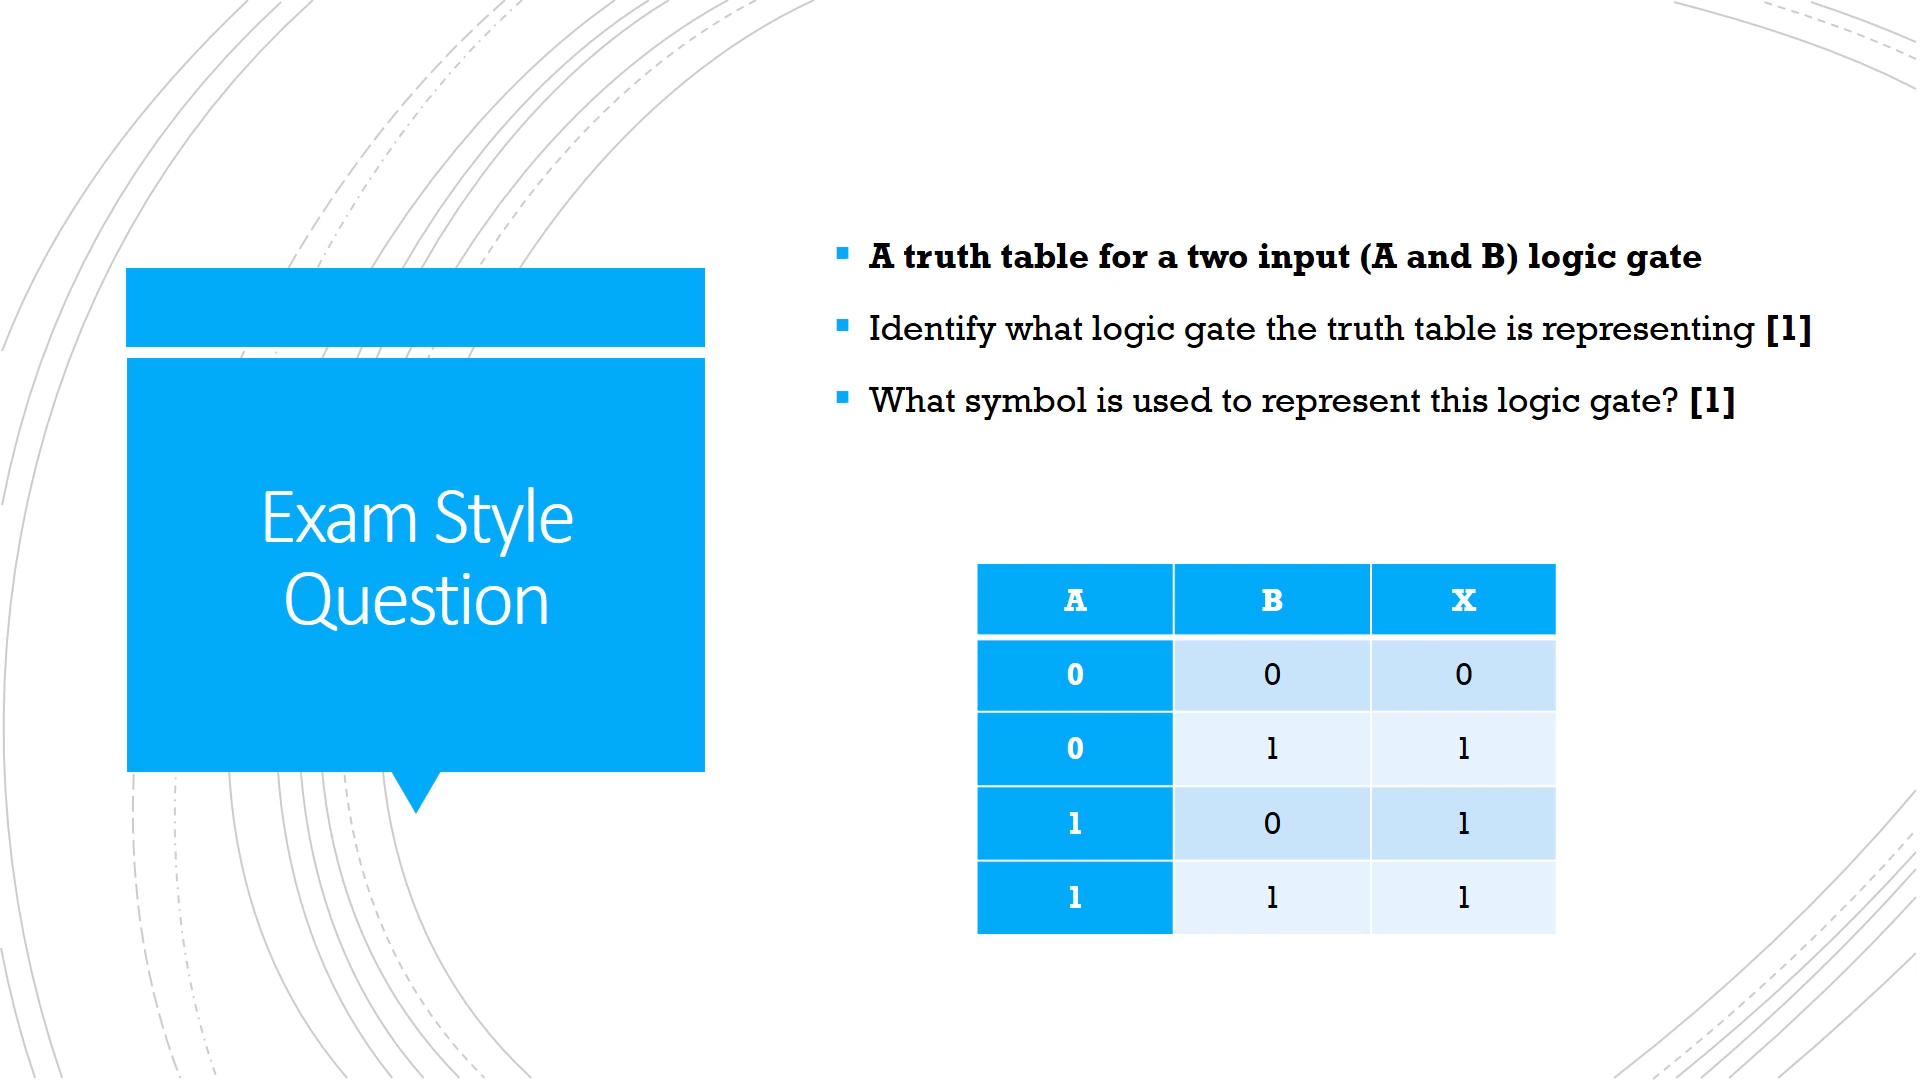 Exam Style
Question
A truth table for a two input (A and B) logic gate
Identify what logic gate the truth table is representing [1]
What symbol is used to represent this logic gate? [1]
A B X
0 0 0
0 1 1
1 0 1
1 1 1